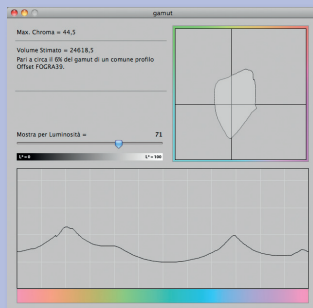 gamut
Max. Chroma = 44,5
Volume Stimato = 24618,5
Pari a circa il 6% del gamut di un comune profilo
Offset FOGRA39.
Mostra per Luminosità = 71
L* = 0 L* = 100